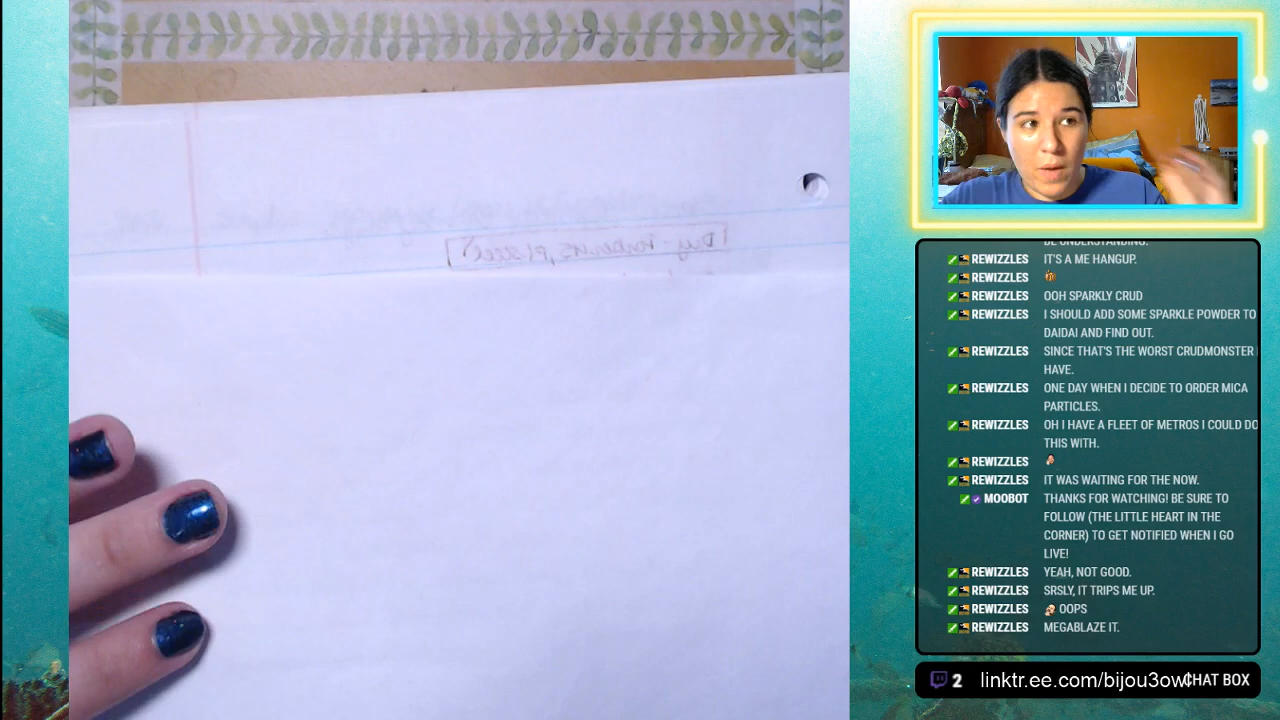 BE UNDERSTANDING.
REWIZZLES IT'S A ME HANGUP.
REWIZZLES
REWIZZLES OOH SPARKLY CRUD
REWIZZLES I SHOULD ADD SOME SPARKLE POWDER TO
DAIDAI AND FIND OUT.
REWIZZLES SINCE THAT'S THE WORST CRUDMONSTER I
HAVE.
REWIZZLES ONE DAY WHEN I DECIDE TO ORDER MICA
PARTICLES.
REWIZZLES OH I HAVE A FLEET OF METROS I COULD DO
THIS WITH.
REWIZZLES
REWIZZLES IT WAS WAITING FOR THE NOW.
MOOBOT THANKS FOR WATCHING! BE SURE TO
FOLLOW (THE LITTLE HEART IN THE
CORNER) TO GET NOTIFIED WHEN I GO
LIVE!
REWIZZLES YEAH, NOT GOOD.
REWIZZLES SRSLY, IT TRIPS ME UP.
REWIZZLES OOPS
REWIZZLES MEGABLAZE IT.
2 linktr.ee.com/bijou3owl CHAT BOX